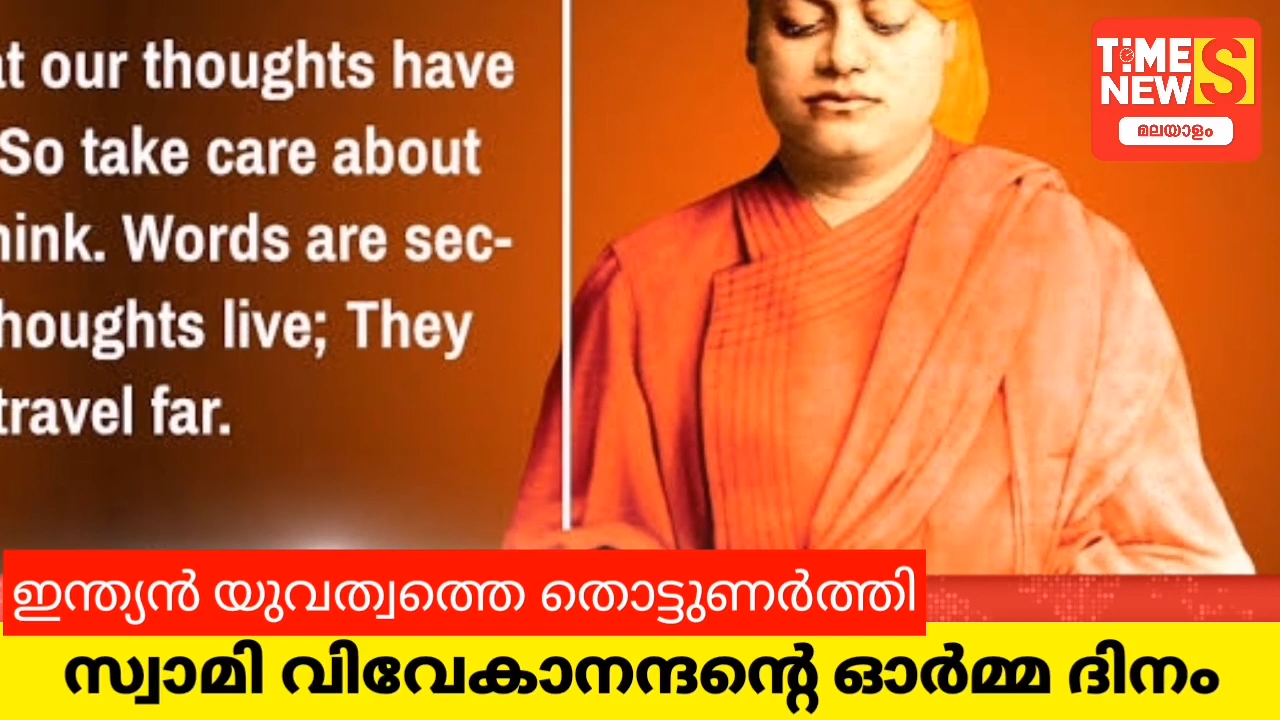 at our thoughts have
So take care about
hink. Words are sec-
houghts live; They
travel far.
TIMES
NEWS
മലയാളം
ഇന്ത്യൻ യുവത്വത്തെ തൊട്ടുണർത്തി
സ്വാമി വിവേകാനന്ദന്റെ ഓർമ്മ ദിനം